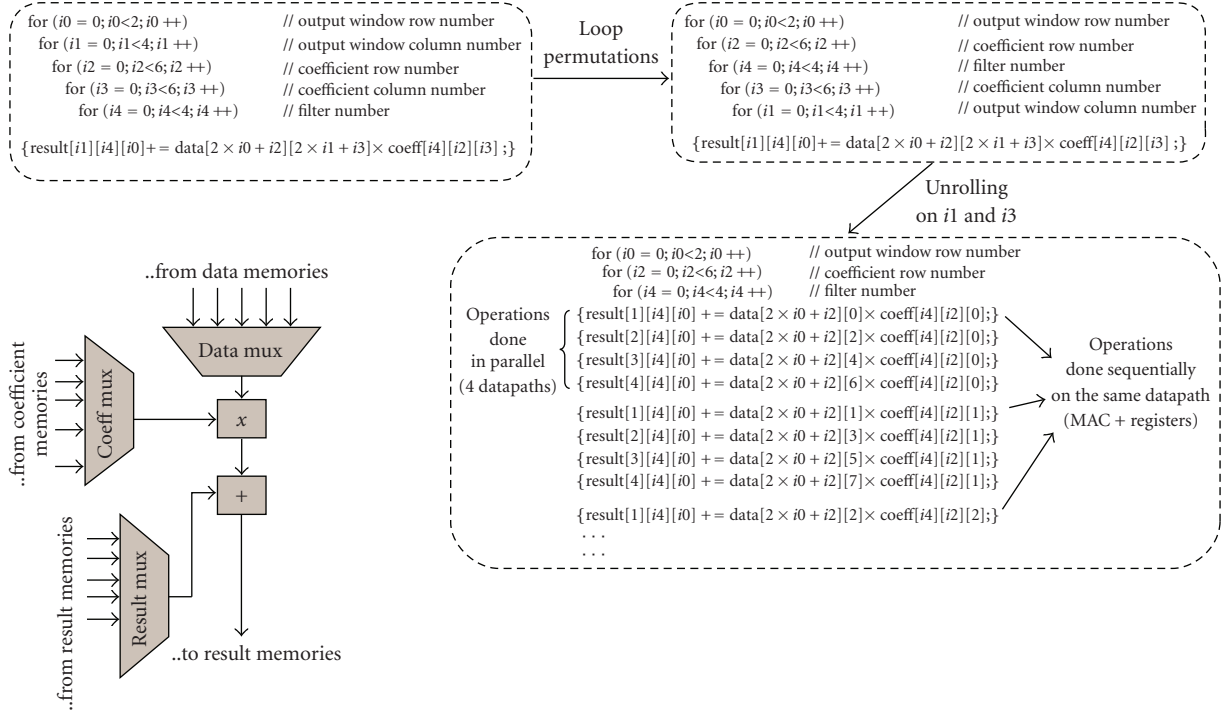 for (i0 = 0; i0<2; i0 ++) // output window row number
for (i1 = 0; i1<4; i1 ++) // output window column number
for (i2 = 0; i2<6; i2 ++) // coefficient row number
for (i3 = 0; i3<6; i3 ++) // coefficient column number
for (i4 = 0; i4<4; i4 ++) // filter number
{result[i1][i4][i0]+= data[2 × i0 + i2][2 × i1 + i3]× coeff[i4][i2][i3] ;}
Loop
permutations
for (i0 = 0; i0<2; i0 ++) // output window row number
for (i2 = 0; i2<6; i2 ++) // coefficient row number
for (i4 = 0; i4<4; i4 ++) // filter number
for (i3 = 0; i3<6; i3 ++) // coefficient column number
for (i1 = 0; i1<4; i1 ++) // output window column number
{result[i1][i4][i0]+= data[2 × i0 + i2][2 × i1 + i3]× coeff[i4][i2][i3] ;}
Unrolling
on i1 and i3
for (i0 = 0; i0<2; i0 ++) // output window row number
for (i2 = 0; i2<6; i2 ++) // coefficient row number
for (i4 = 0; i4<4; i4 ++) // filter number
Operations
done
in parallel
(4 datapaths)
{result[1][i4][i0] += data[2 × i0 + i2][0]× coeff[i4][i2][0];}
{result[2][i4][i0] += data[2 × i0 + i2][2]× coeff[i4][i2][0];}
{result[3][i4][i0] += data[2 × i0 + i2][4]× coeff[i4][i2][0];}
{result[4][i4][i0] += data[2 × i0 + i2][6]× coeff[i4][i2][0];}
{result[1][i4][i0] += data[2 × i0 + i2][1]× coeff[i4][i2][1];}
{result[2][i4][i0] += data[2 × i0 + i2][3]× coeff[i4][i2][1];}
{result[3][i4][i0] += data[2 × i0 + i2][5]× coeff[i4][i2][1];}
{result[4][i4][i0] += data[2 × i0 + i2][7]× coeff[i4][i2][1];}
{result[1][i4][i0] += data[2 × i0 + i2][2]× coeff[i4][i2][2];}
. . .
. . .
Operations
done sequentially
on the same datapath
(MAC + registers)
..from data memories
Data mux
..from coefficient
memories
Coeff mux
x
+
..from result memories
Result mux
..to result memories